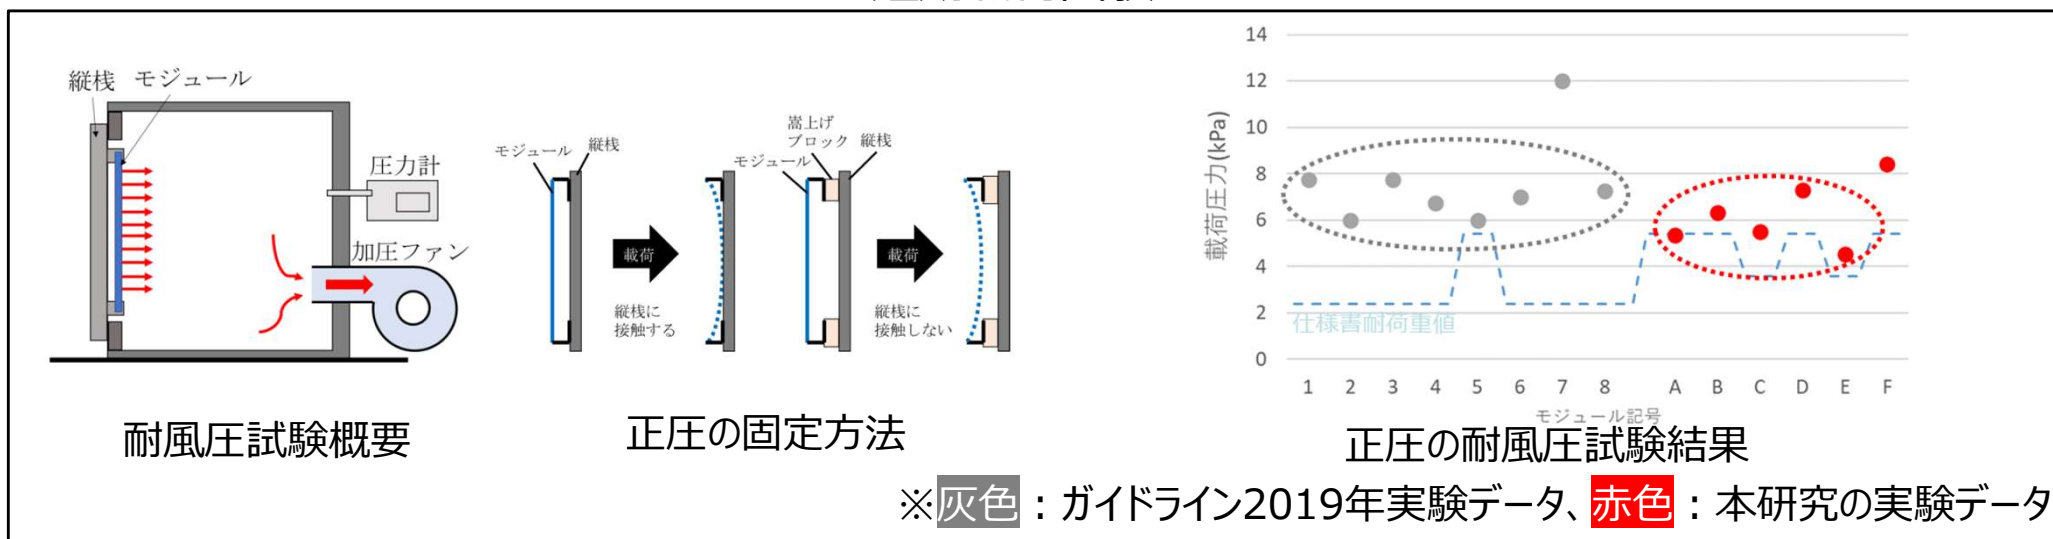 縦桟 モジュール
圧力計
加圧ファン
耐風圧試験概要
モジュール 縦桟
載荷
縦桟に
接触する
嵩上げ
ブロック 縦桟
モジュール
載荷
縦桟に
接触しない
正圧の固定方法
載荷圧力(kPa)
14
12
10
8
6
4
2
0
仕様書耐荷重値
1 2 3 4 5 6 7 8 A B C D E F
モジュール記号
正圧の耐風圧試験結果
※灰色：ガイドライン2019年実験データ、赤色：本研究の実験データ